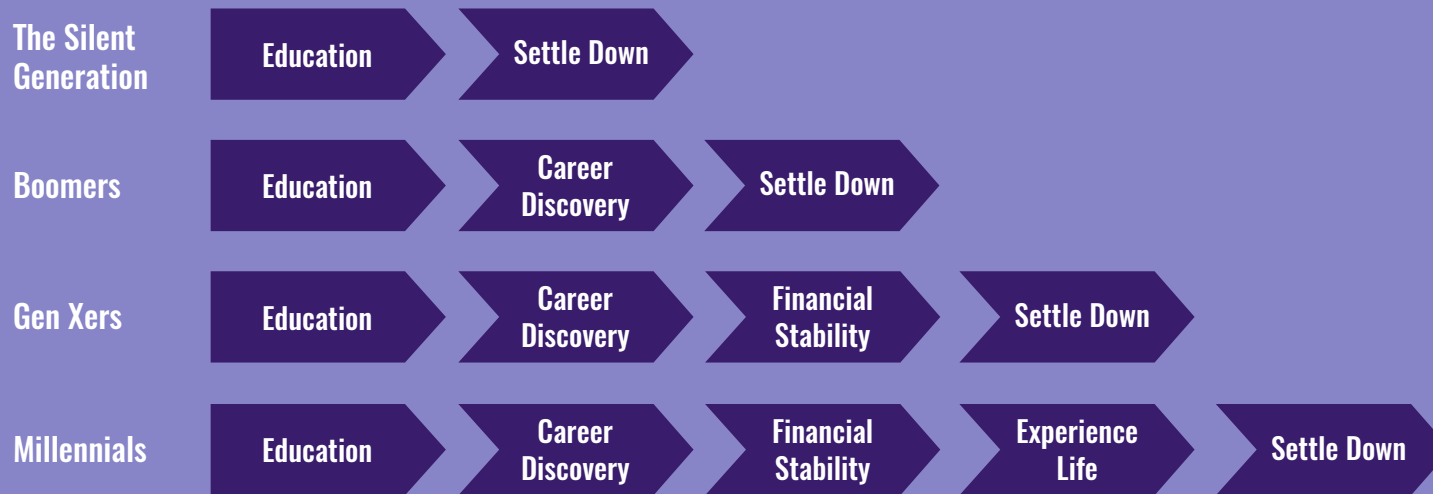 The Silent
Generation
Education
Settle Down
Boomers
Education
Career
Discovery
Settle Down
Gen Xers
Education
Career
Discovery
Financial
Stability
Settle Down
Millennials
Education
Career
Discovery
Financial
Stability
Experience
Life
Settle Down